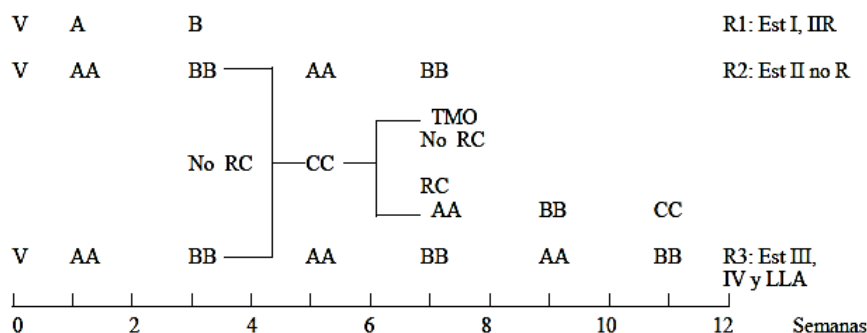 V A B R1: Est I, IIR
V AA BB AA BB R2: Est II no R
TMO
No RC
No RC CC
RC
AA BB CC
V AA BB AA BB AA BB R3: Est III,
IV y LLA
0 2 4 6 8 10 12 Semanas